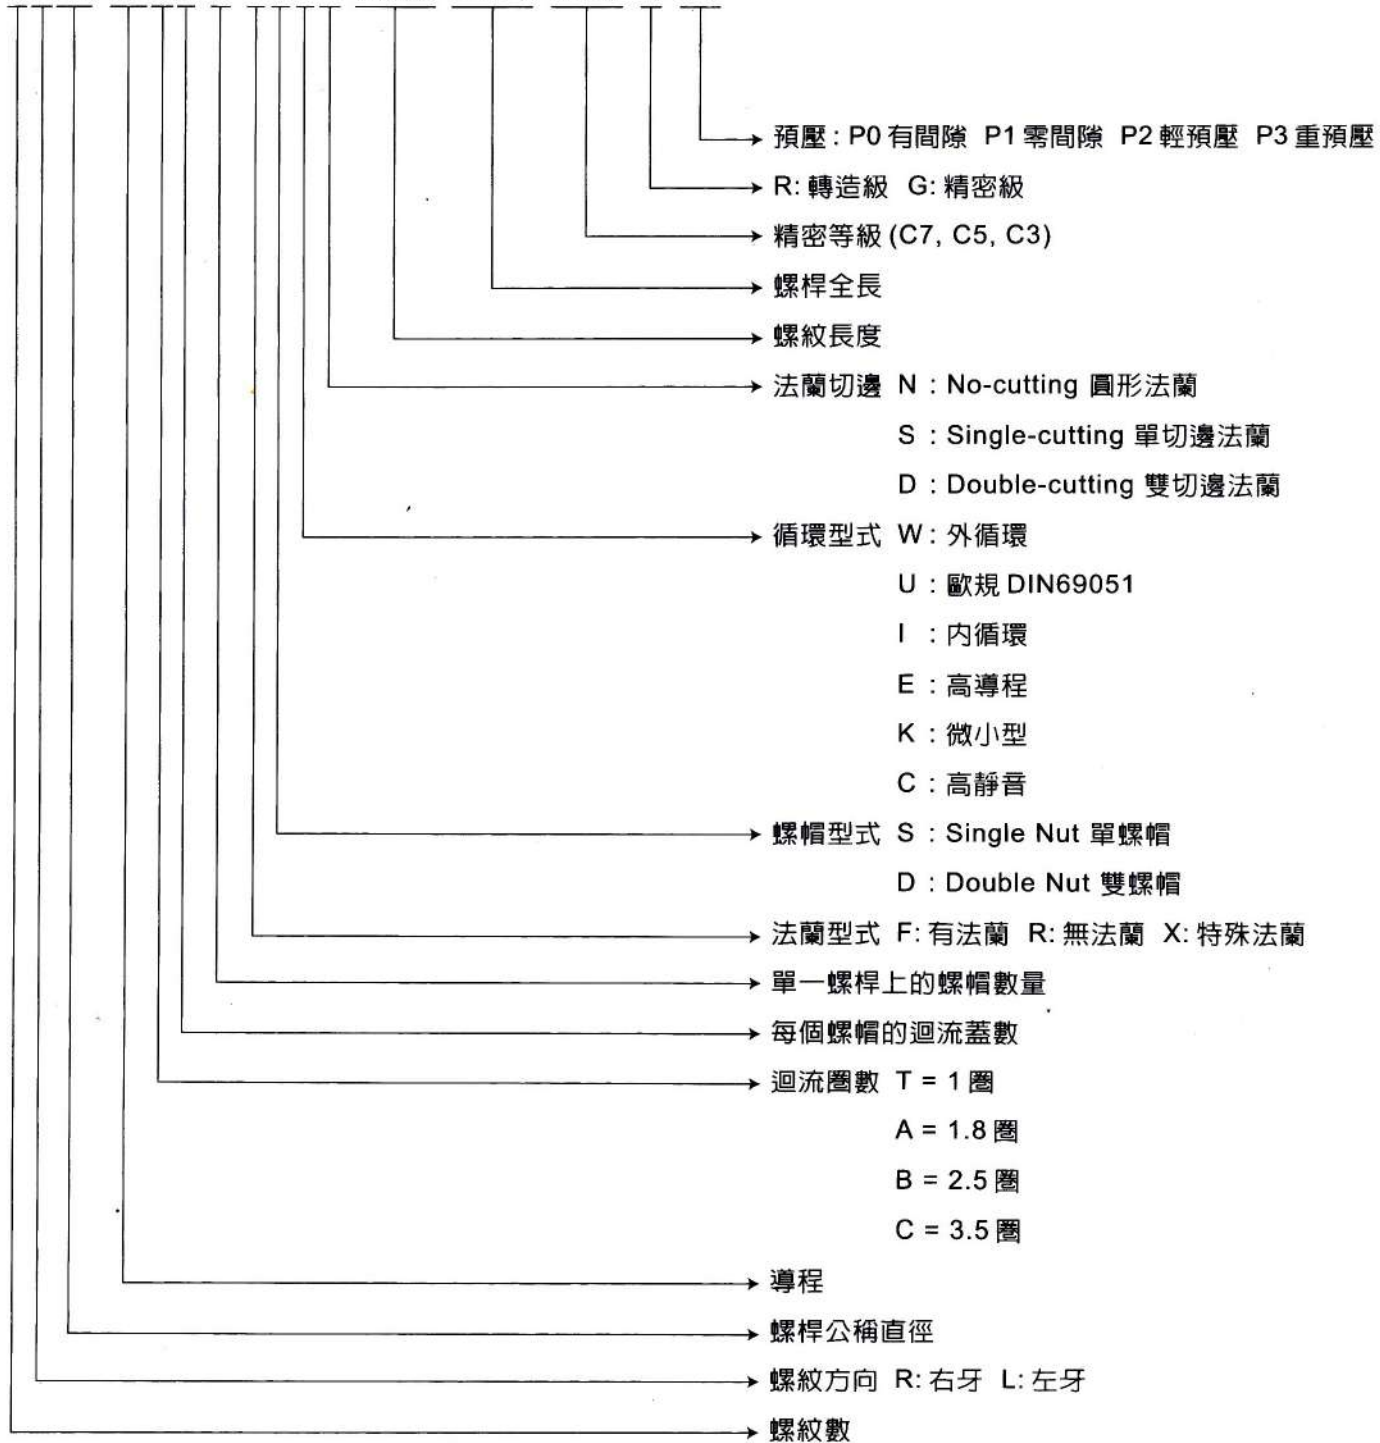 預壓: P0 有間隙 P1 零間隙 P2 輕預壓 P3 重預壓
R: 轉造級 G: 精密級
精密等級 (C7, C5, C3)
螺桿全長
螺紋長度
法蘭切邊 N : No-cutting 圓形法蘭
S : Single-cutting 單切邊法蘭
D : Double-cutting 雙切邊法蘭
循環型式 W : 外循環
U : 歐規 DIN69051
I : 內循環
E : 高導程
K : 微小型
C : 高靜音
螺帽型式 S : Single Nut 單螺帽
D : Double Nut 雙螺帽
法蘭型式 F: 有法蘭 R: 無法蘭 X: 特殊法蘭
單一螺桿上的螺帽數量
每個螺帽的迴流蓋數
迴流圈數 T = 1 圈
A = 1.8 圈
B = 2.5 圈
C = 3.5 圈
導程
螺桿公稱直徑
螺紋方向 R: 右牙 L: 左牙
螺紋數